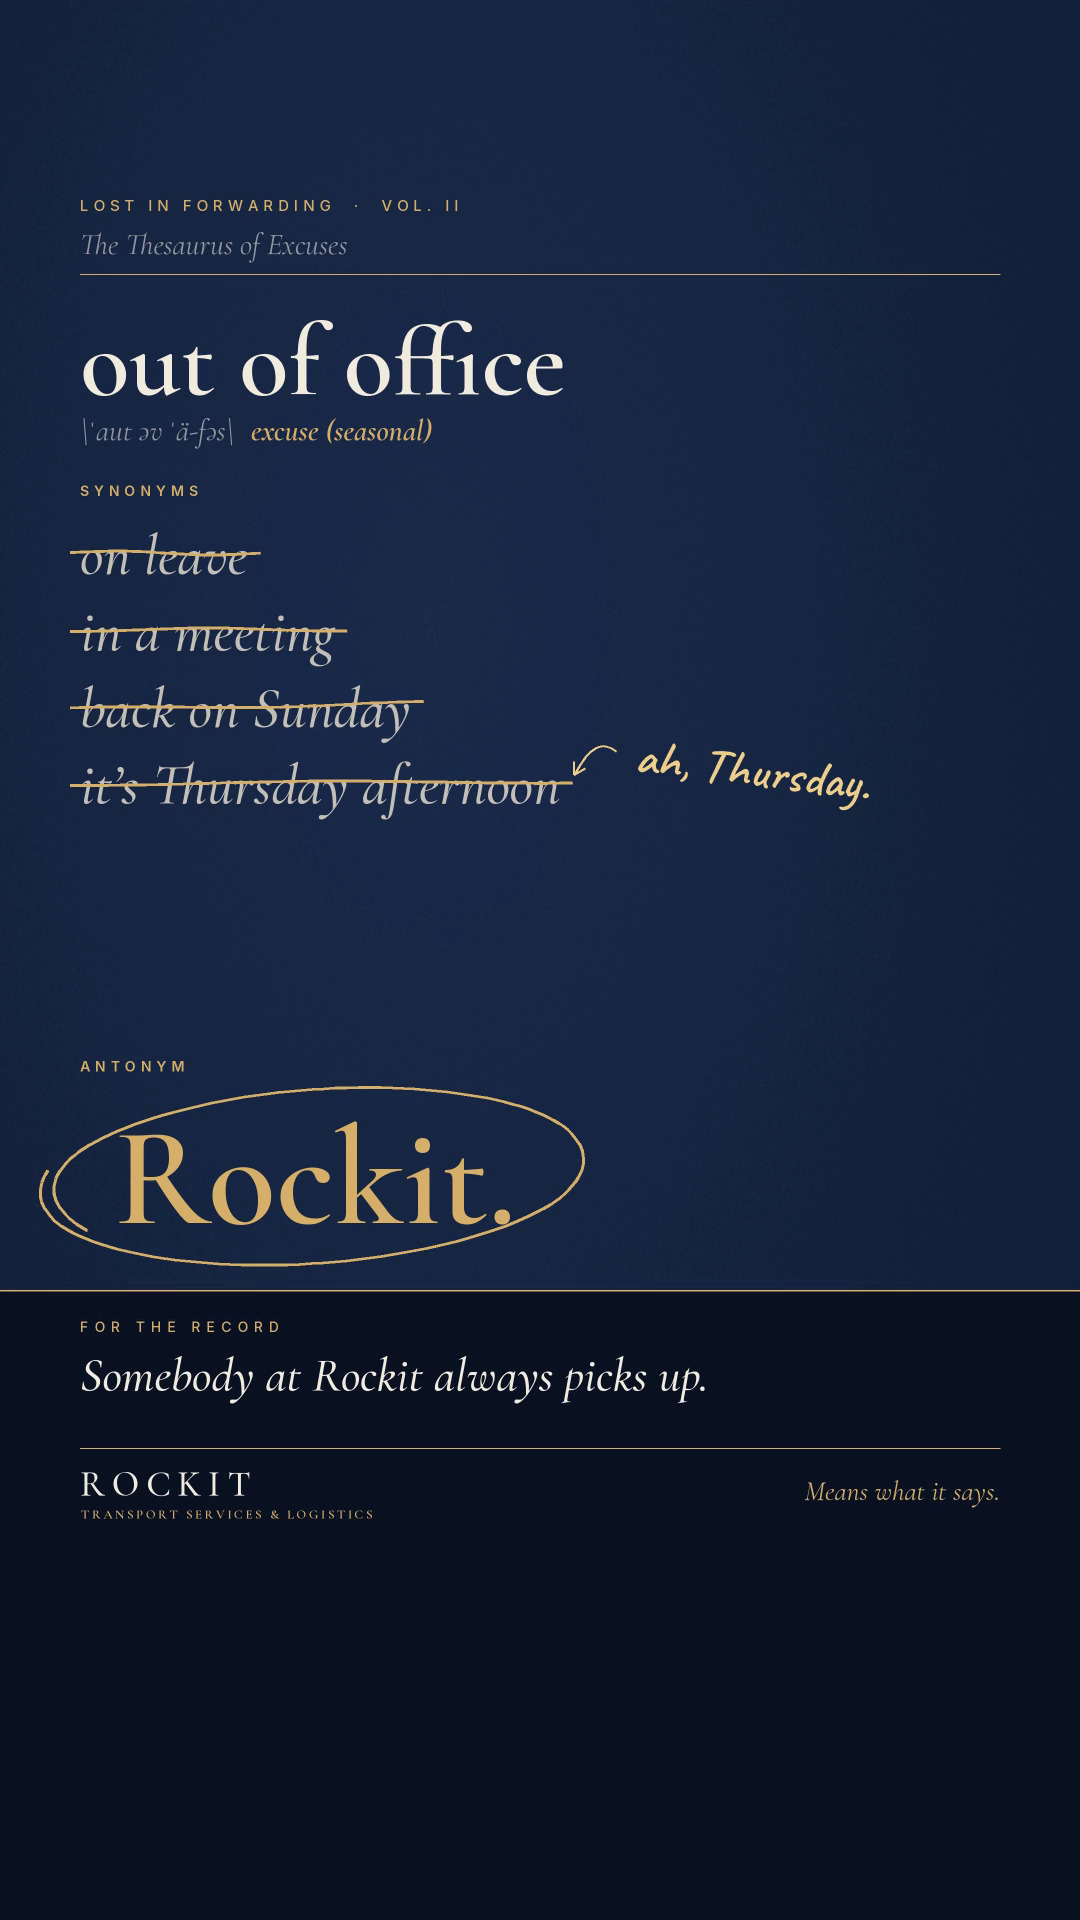 LOST IN FORWARDING · VOL. II
The Thesaurus of Excuses
out of office
\ˈaut əv ˈä-fəs\ excuse (seasonal)
SYNONYMS
on leave
in a meeting
back on Sunday
it’s Thursday afternoon
ah, Thursday.
ANTONYM
Rockit.
FOR THE RECORD
Somebody at Rockit always picks up.
ROCKIT
TRANSPORT SERVICES & LOGISTICS
Means what it says.